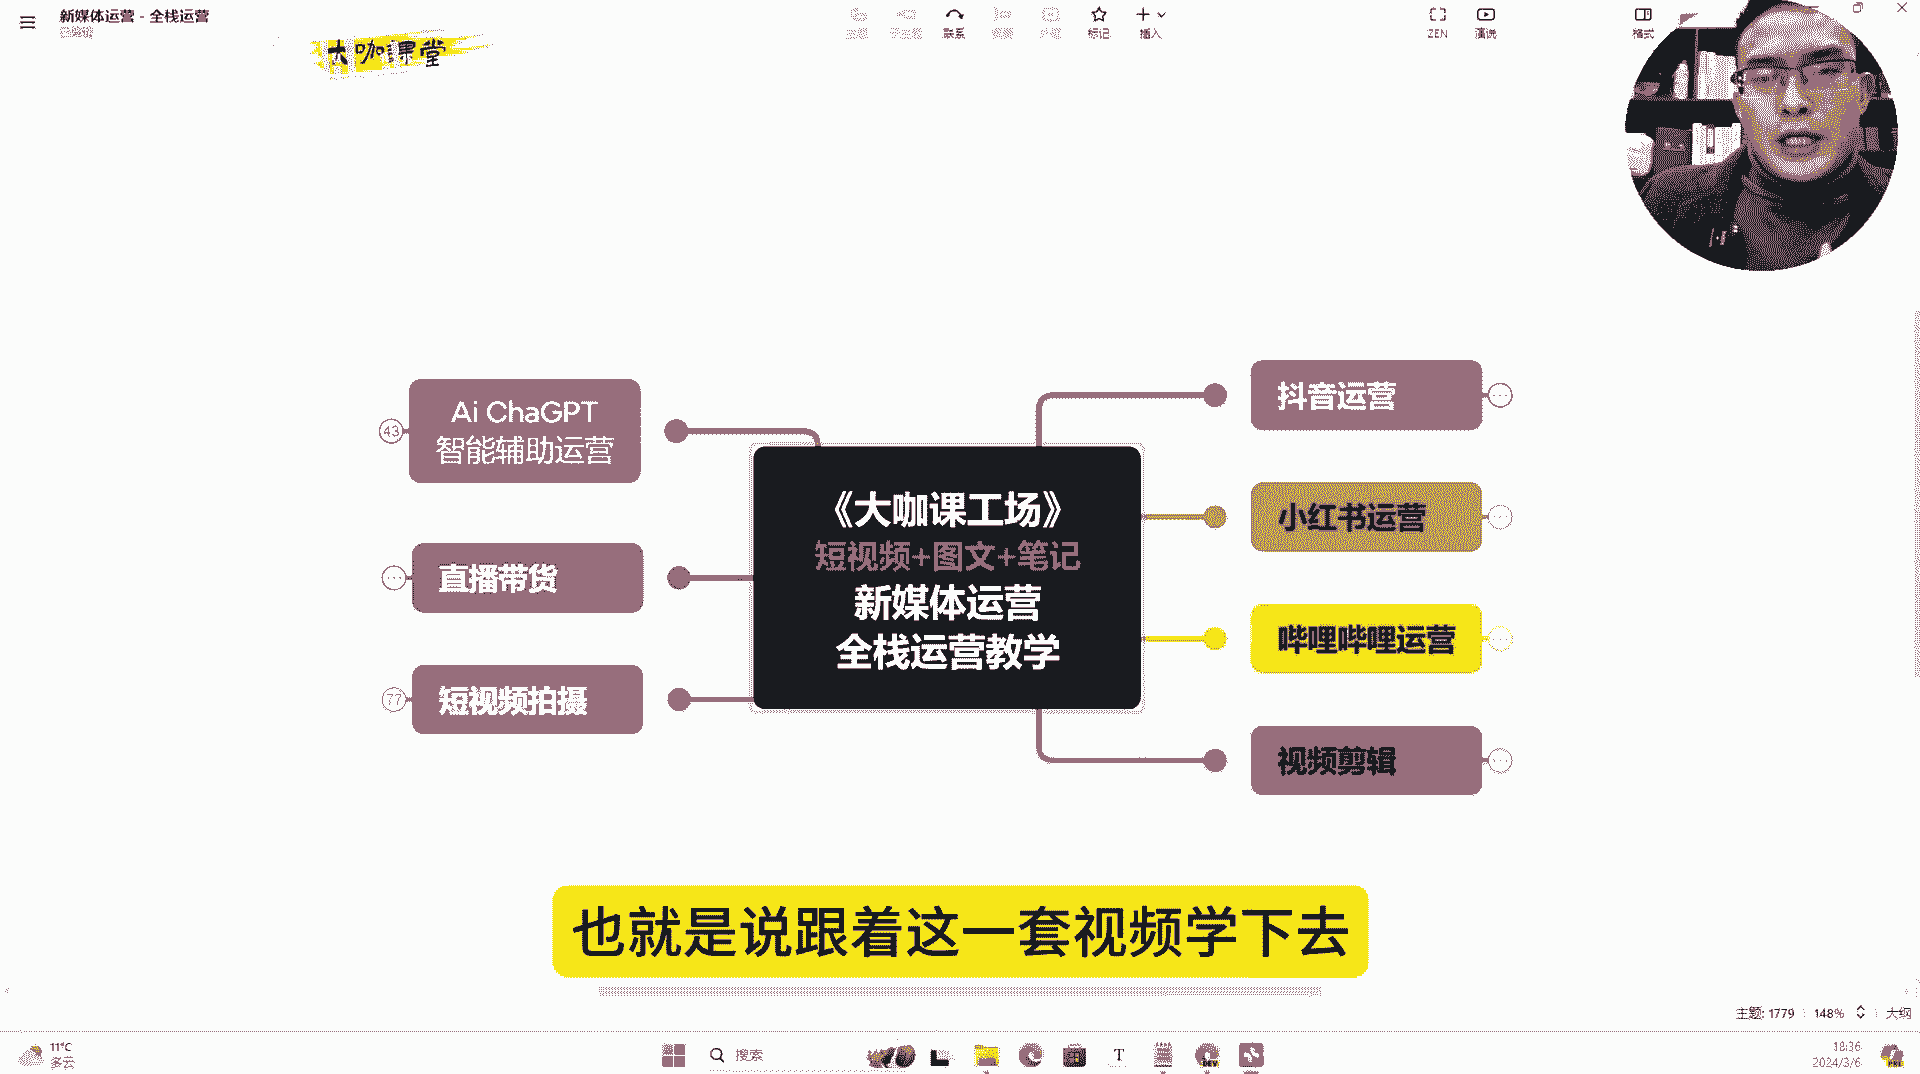 新媒体运营 - 全栈运营
大咖课堂
联系
标记
插入
ZEN
演说
格式
Ai ChaGPT
智能辅助运营
43
直播带货
短视频拍摄
77
《大咖课工场》
短视频+图文+笔记
新媒体运营
全栈运营教学
抖音运营
小红书运营
哔哩哔哩运营
视频剪辑
也就是说跟着这一套视频学下去
主题: 1779
148%
大纲
11°C
多云
搜索
T
DEV
18:36
2024/3/6